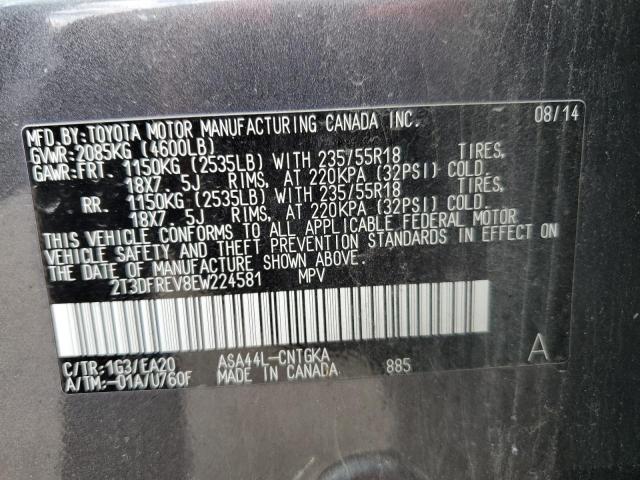 MFD.BY:TOYOTA MOTOR MANUFACTURING CANADA INC. 08/14
GVWR:2085KG (4600LB)
GAWR:FRT. 1150KG (2535LB) WITH 235/55R18 TIRES,
18X7.5J RIMS, AT 220KPA (32PSI) COLD.
RR. 1150KG (2535LB) WITH 235/55R18 TIRES,
18X7.5J RIMS, AT 220KPA (32PSI) COLD.
THIS VEHICLE CONFORMS TO ALL APPLICABLE FEDERAL MOTOR
VEHICLE SAFETY AND THEFT PREVENTION STANDARDS IN EFFECT ON
THE DATE OF MANUFACTURE SHOWN ABOVE.
2T3DFREV8EW224581 MPV
C/TR:1G3/EA20 ASA44L-CNTGKA 885 A
A/TM:-01A/U760F MADE IN CANADA